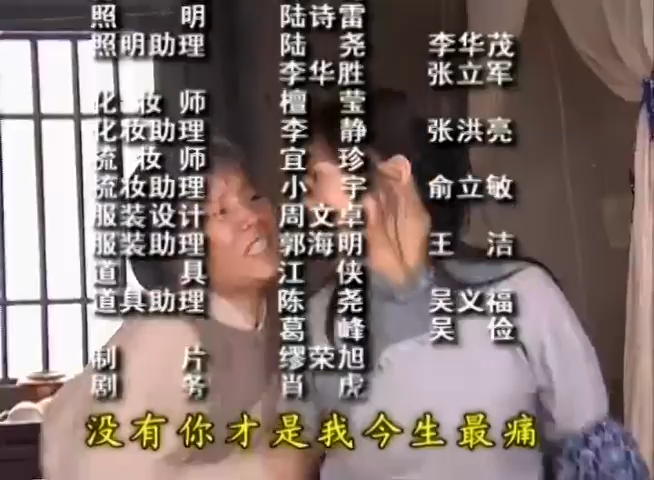 照 明 陆诗雷
照明助理 陆 尧 李华茂
李华胜 张立军
化 妆 师 檀 莹
化妆助理 李 静 张洪亮
梳 妆 师 宜 珍
梳妆助理 小 宇 俞立敏
服装设计 周文卓
服装助理 郭海明 王 洁
道 具 江 侠
道具助理 陈 尧 吴义福
葛 峰 吴 俭
制 片 缪荣旭
剧 务 肖 虎
没有你才是我今生最痛